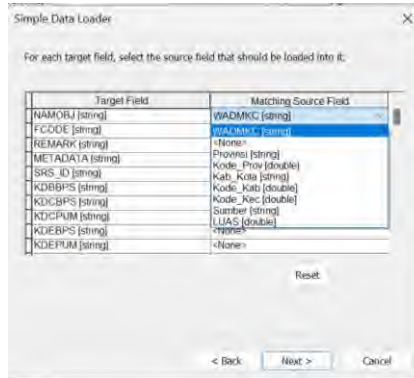 Simple Data Loader
For each target field, select the source field that should be loaded into it.
Target Field Matching Source Field
NAMOBJ [string] WADMKC [string]
FCODE [string] WADMKC [string]
REMARK [string] <None>
METADATA [string] Provinsi [string]
Kode_Prov [double]
SRS_ID [string] Kab_Kota [string]
KDBBPS [string] Kode_Kab [double]
KDCBPS [string] Kode_Kec [double]
KDCPUM [string] Sumber [string]
LUAS [double]
KDEBPS [string] <None>
KDEPUM [string] <None>
Reset
< Back Next > Cancel